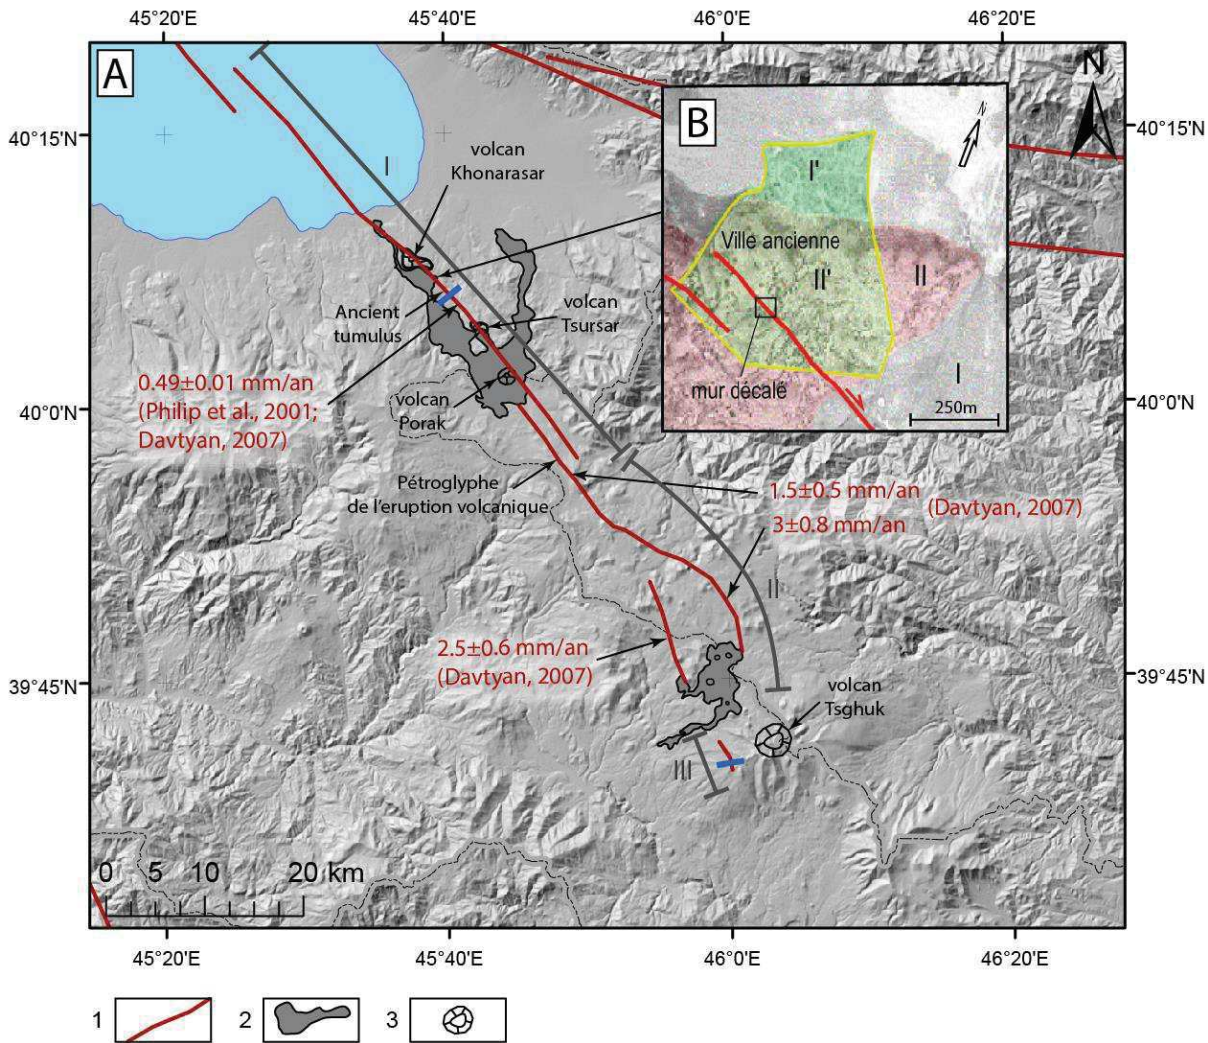 45°20'E
45°40'E
46°0'E
46°20'E
A
N
40°15'N
40°15'N
B
N
I
volcan
Khonarasar
I'
Ville ancienne
II'
II
I
mur décalé
250m
Ancient
tumulus
volcan
Tsursar
0.49±0.01 mm/an
(Philip et al., 2001;
Davtyan, 2007)
volcan
Porak
40°0'N
40°0'N
Pétroglyphe
de l'eruption volcanique
1.5±0.5 mm/an
(Davtyan, 2007)
3±0.8 mm/an
II
2.5±0.6 mm/an
(Davtyan, 2007)
39°45'N
39°45'N
volcan
Tsghuk
III
0 5 10 20 km
45°20'E
45°40'E
46°0'E
46°20'E
1
2
3